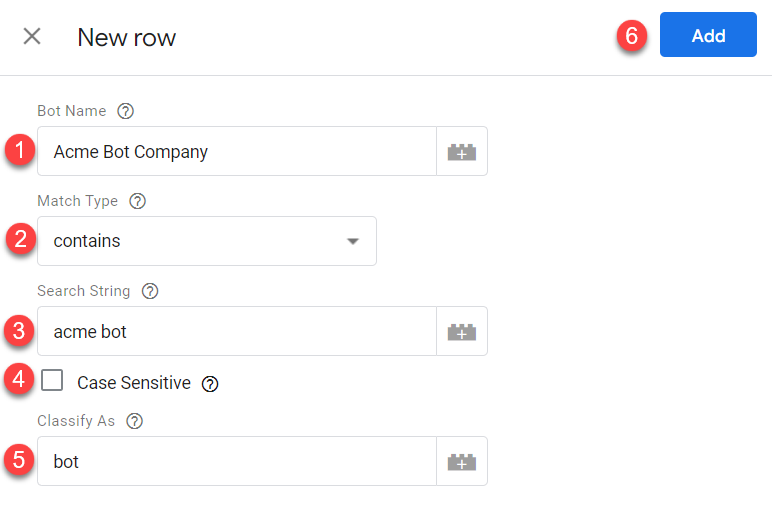 New row
6
Add
Bot Name ?
1
Acme Bot Company
Match Type ?
2
contains
Search String ?
3
acme bot
4
Case Sensitive ?
Classify As ?
5
bot